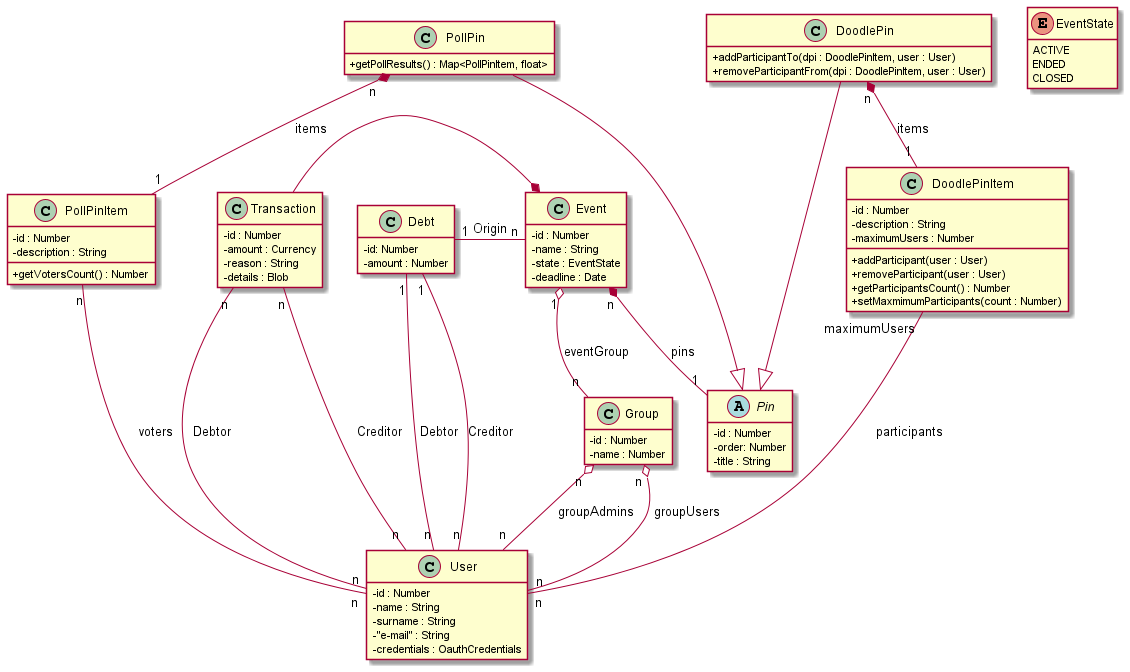 C PollPin
+getPollResults() : Map<PollPinItem, float>
C DoodlePin
+addParticipantTo(dpi : DoodlePinItem, user : User)
+removeParticipantFrom(dpi : DoodlePinItem, user : User)
E EventState
ACTIVE
ENDED
CLOSED
n
items
1
n
items
1
C PollPinItem
-id : Number
-description : String
+getVotersCount() : Number
C Transaction
-id : Number
-amount : Currency
-reason : String
-details : Blob
C Debt
-id: Number
-amount : Number
1 Origin n
C Event
-id : Number
-name : String
-state : EventState
-deadline : Date
C DoodlePinItem
-id : Number
-description : String
-maximumUsers : Number
+addParticipant(user : User)
+removeParticipant(user : User)
+getParticipantsCount() : Number
+setMaxmimumParticipants(count : Number)
n
n
n
1
1
1
n
maximumUsers
eventGroup
pins
n
1
C Group
-id : Number
-name : Number
A Pin
-id : Number
-order: Number
-title : String
voters
Debtor
Creditor
Debtor
Creditor
participants
n
n
groupAdmins
groupUsers
n
n
n
n
n
n
n
n
C User
-id : Number
-name : String
-surname : String
-"e-mail" : String
-credentials : OauthCredentials